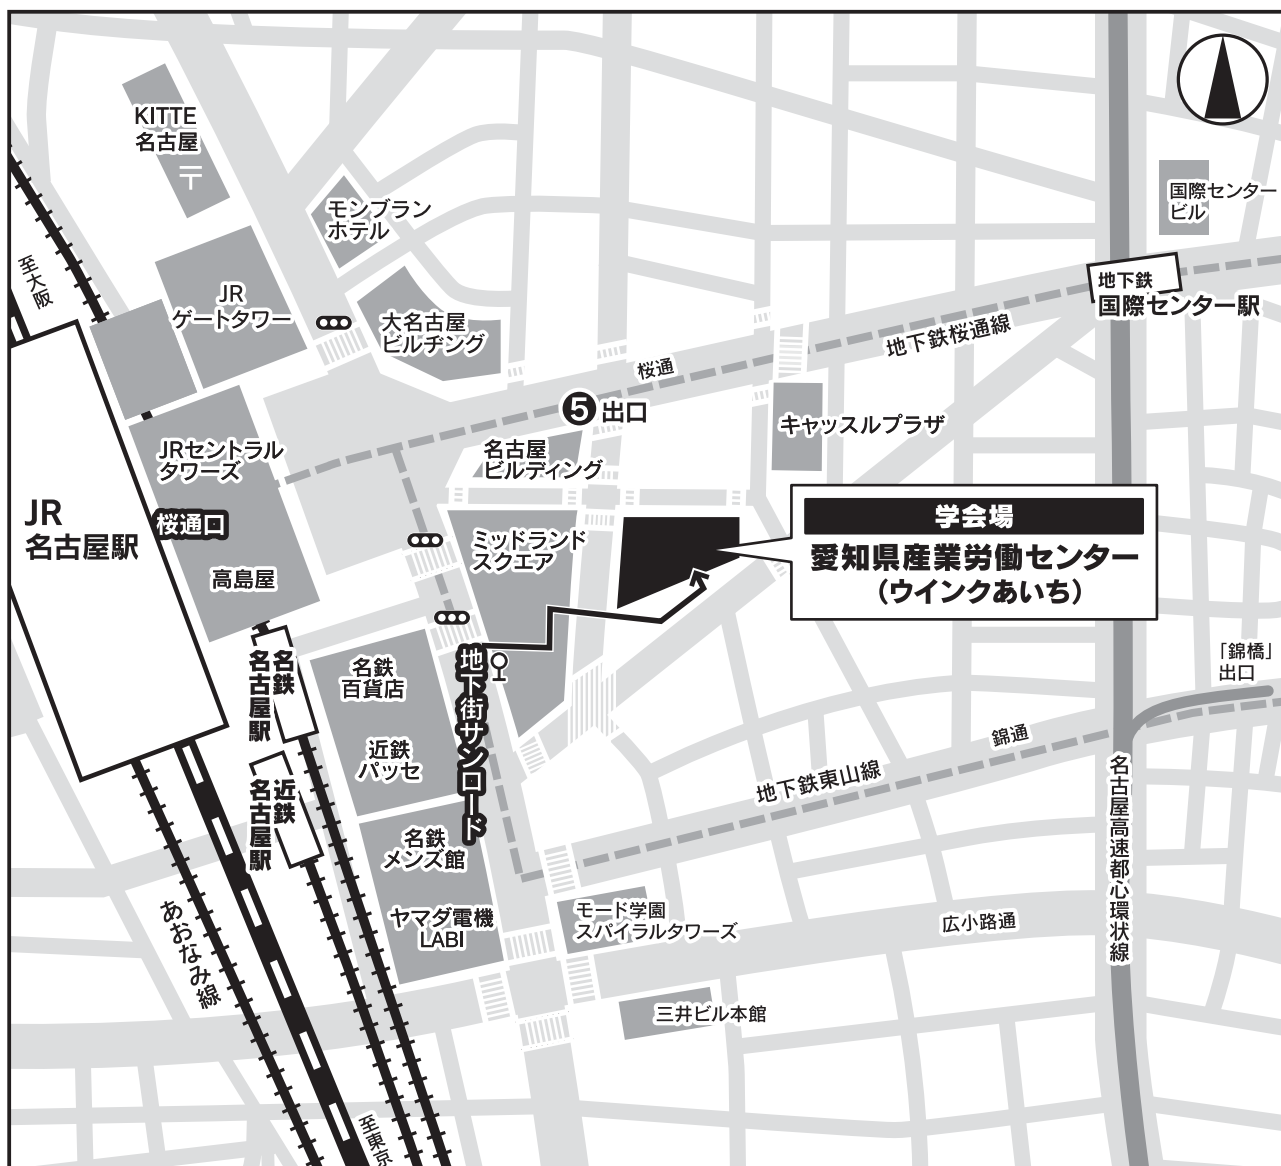 KITTE
名古屋
〒
国際センター
ビル
モンブラン
ホテル
至大阪
JR
ゲートタワー
地下鉄
国際センター駅
大名古屋
ビルヂング
地下鉄桜通線
桜通
❺出口
キャッスルプラザ
JRセントラル
タワーズ
名古屋
ビルディング
JR
名古屋駅
桜通口
学会場
愛知県産業労働センター
(ウインクあいち)
ミッドランド
スクエア
高島屋
名鉄
名古屋駅
名鉄
百貨店
地下街サンロード
「錦橋」
出口
近鉄
パッセ
錦通
地下鉄東山線
近鉄
名古屋駅
名古屋高速都心環状線
名鉄
メンズ館
あおなみ線
ヤマダ電機
LABI
モード学園
スパイラルタワーズ
広小路通
三井ビル本館
至東京